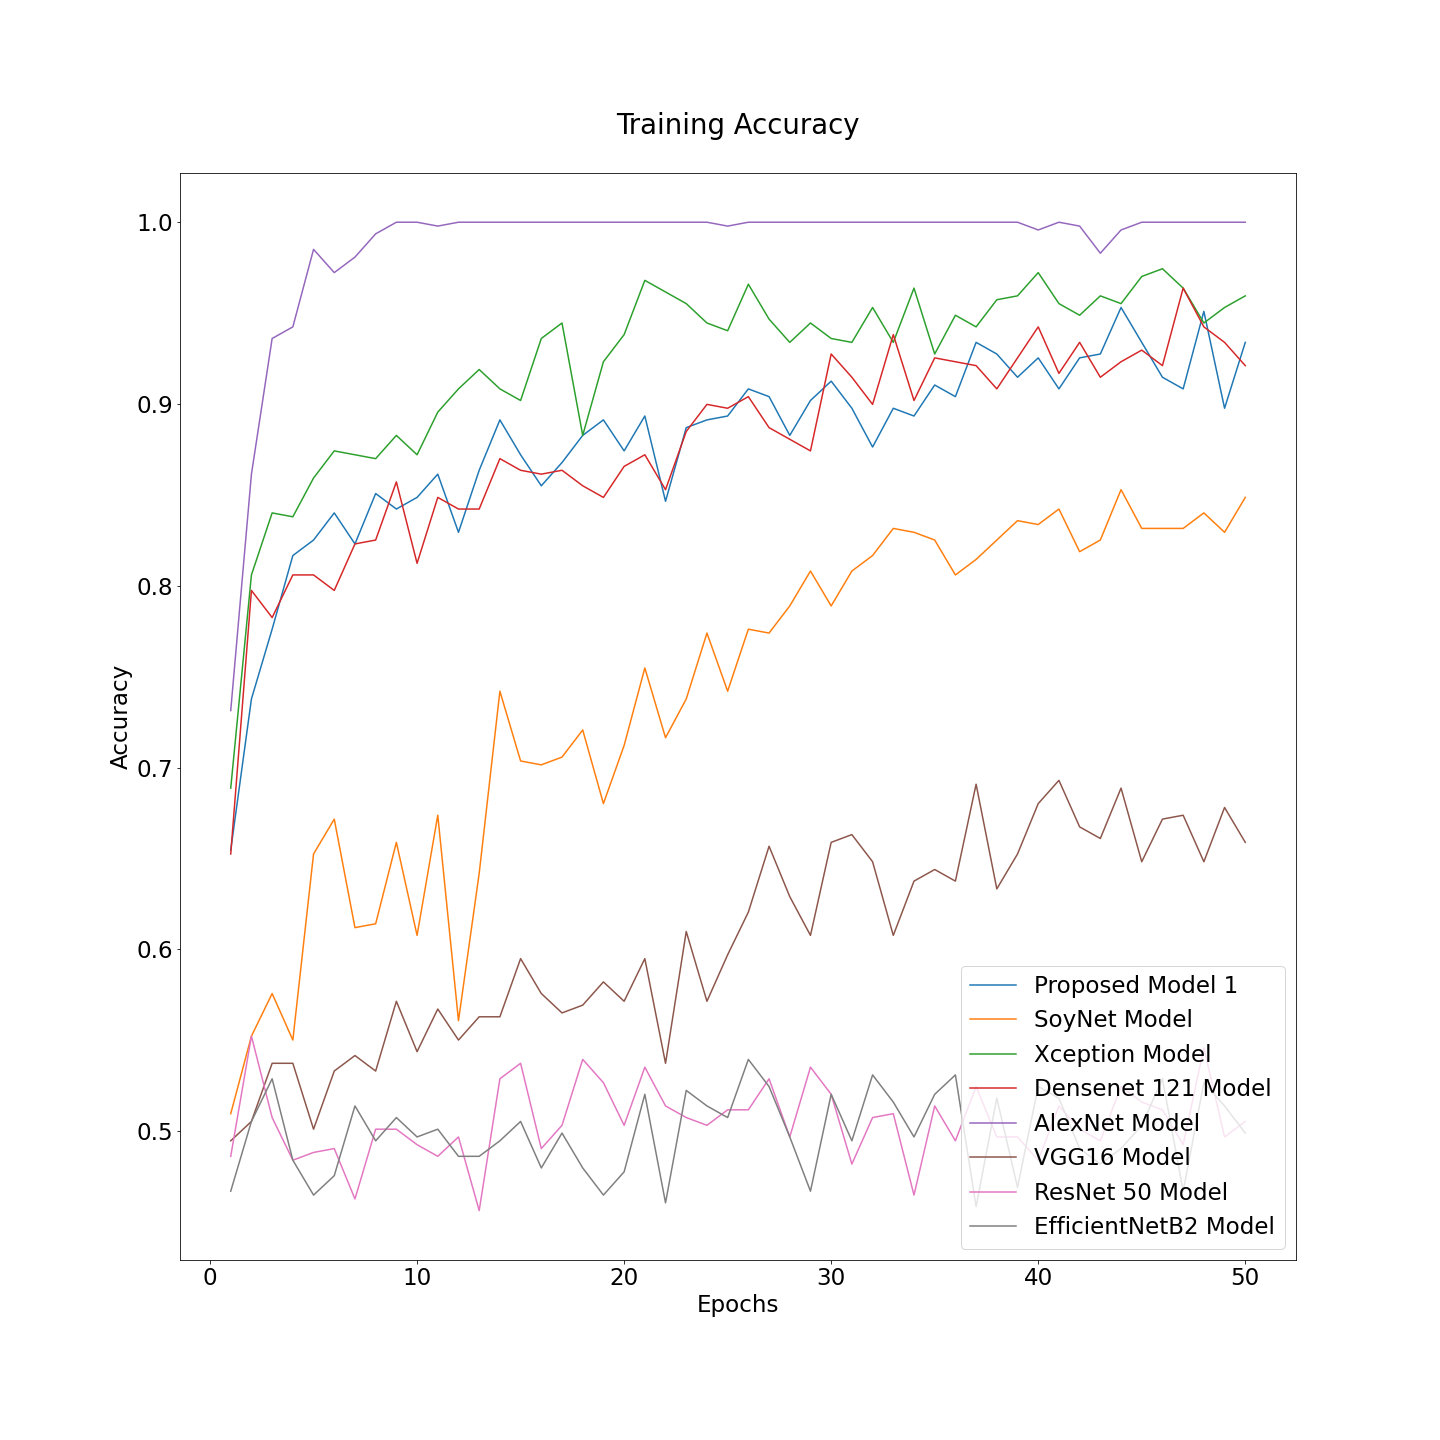 Training Accuracy
1.0
0.9
0.8
0.7
0.6
0.5
Accuracy
Proposed Model 1
SoyNet Model
Xception Model
Densenet 121 Model
AlexNet Model
VGG16 Model
ResNet 50 Model
EfficientNetB2 Model
0 10 20 30 40 50
Epochs